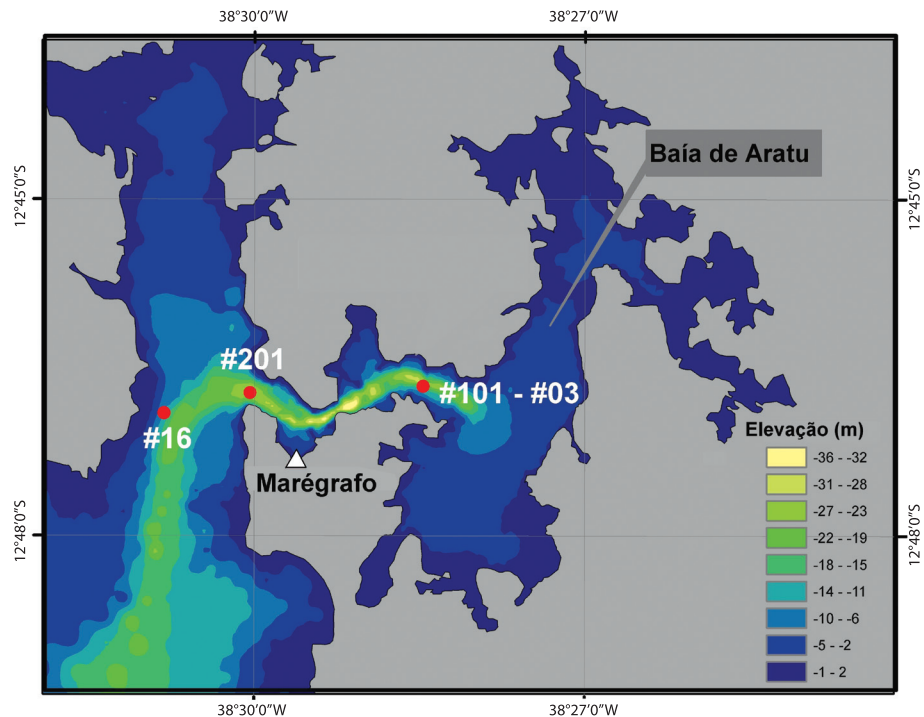 38°30'0"W
38°27'0"W
Baía de Aratu
12°45'0"S
12°45'0"S
#201
#101 - #03
#16
Marégrafo
Elevação (m)
-36 - -32
-31 - -28
-27 - -23
-22 - -19
-18 - -15
-14 - -11
-10 - -6
-5 - -2
-1 - 2
12°48'0"S
12°48'0"S
38°30'0"W
38°27'0"W